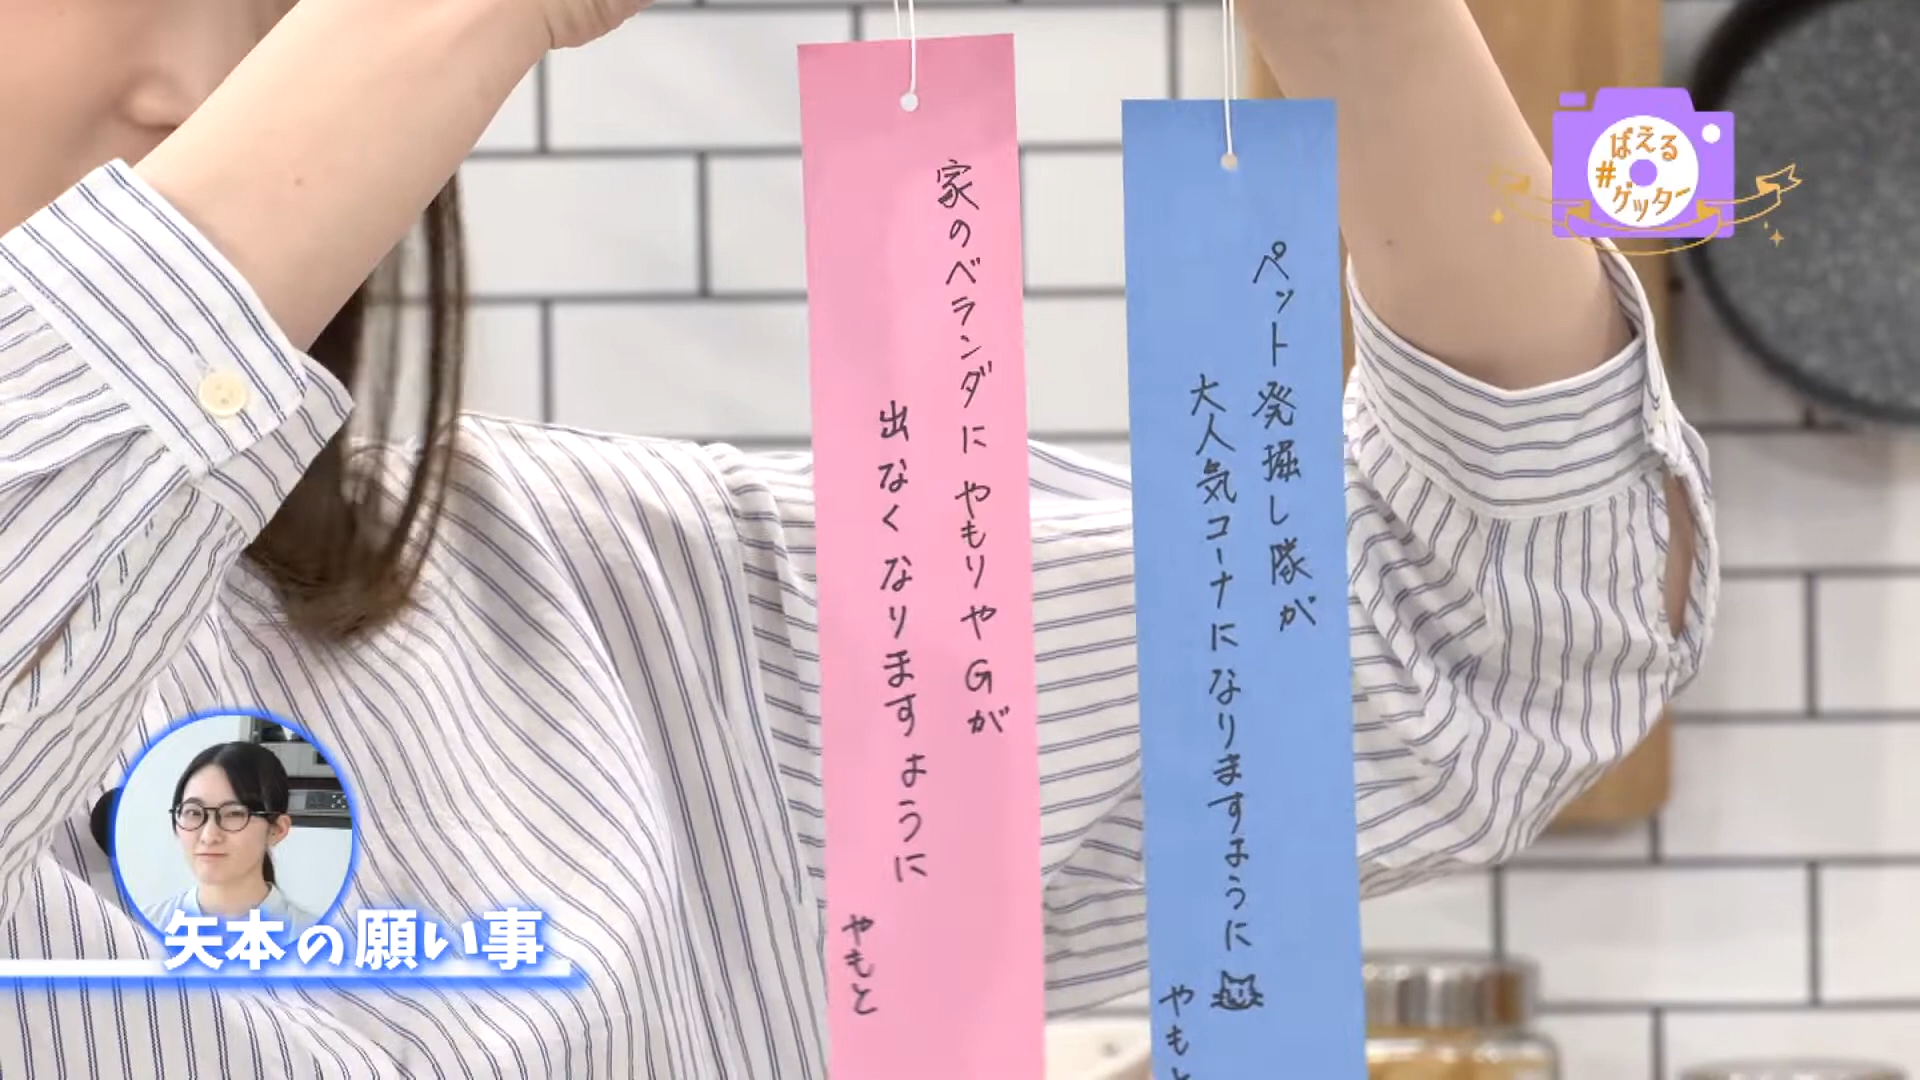 家のベランダに やもりやGが
出なくなりますように
やもと
ペット発掘し隊が
大人気コーナーになりますように
やもと
ばえる
#ゲッター
矢本の願い事